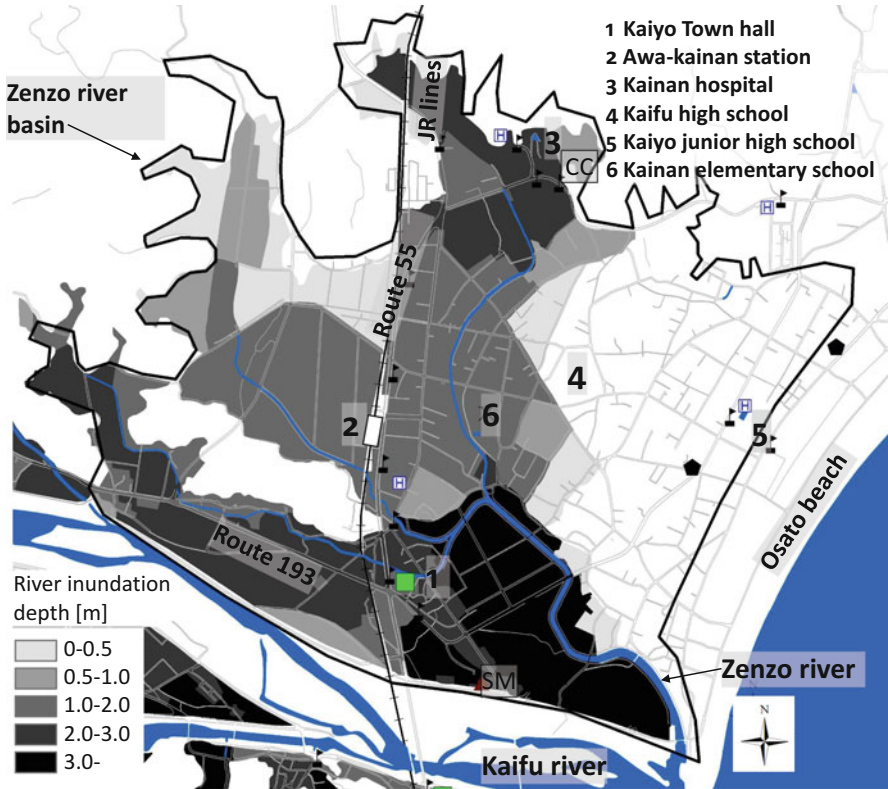 1 Kaiyo Town hall
2 Awa-kainan station
3 Kainan hospital
4 Kaifu high school
5 Kaiyo junior high school
6 Kainan elementary school
Zenzo river
basin
JR lines
H
3
CC
H
Route 55
4
2
6
H
5
H
Osato beach
Route 193
1
River inundation
depth [m]
0-0.5
0.5-1.0
1.0-2.0
2.0-3.0
3.0-
SM
Zenzo river
N
Kaifu river